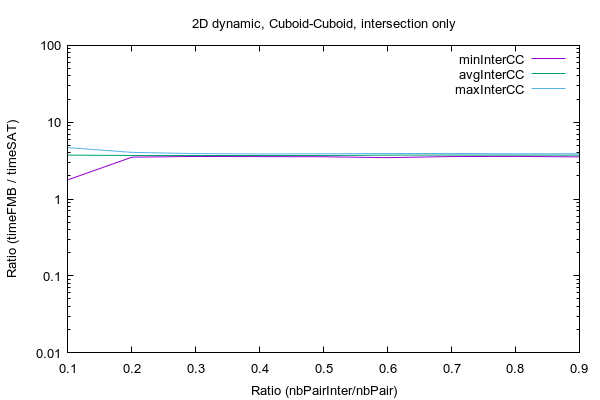 2D dynamic, Cuboid-Cuboid, intersection only
minInterCC
avgInterCC
maxInterCC
100
10
1
0.1
0.01
Ratio (timeFMB / timeSAT)
0.1 0.2 0.3 0.4 0.5 0.6 0.7 0.8 0.9
Ratio (nbPairInter/nbPair)